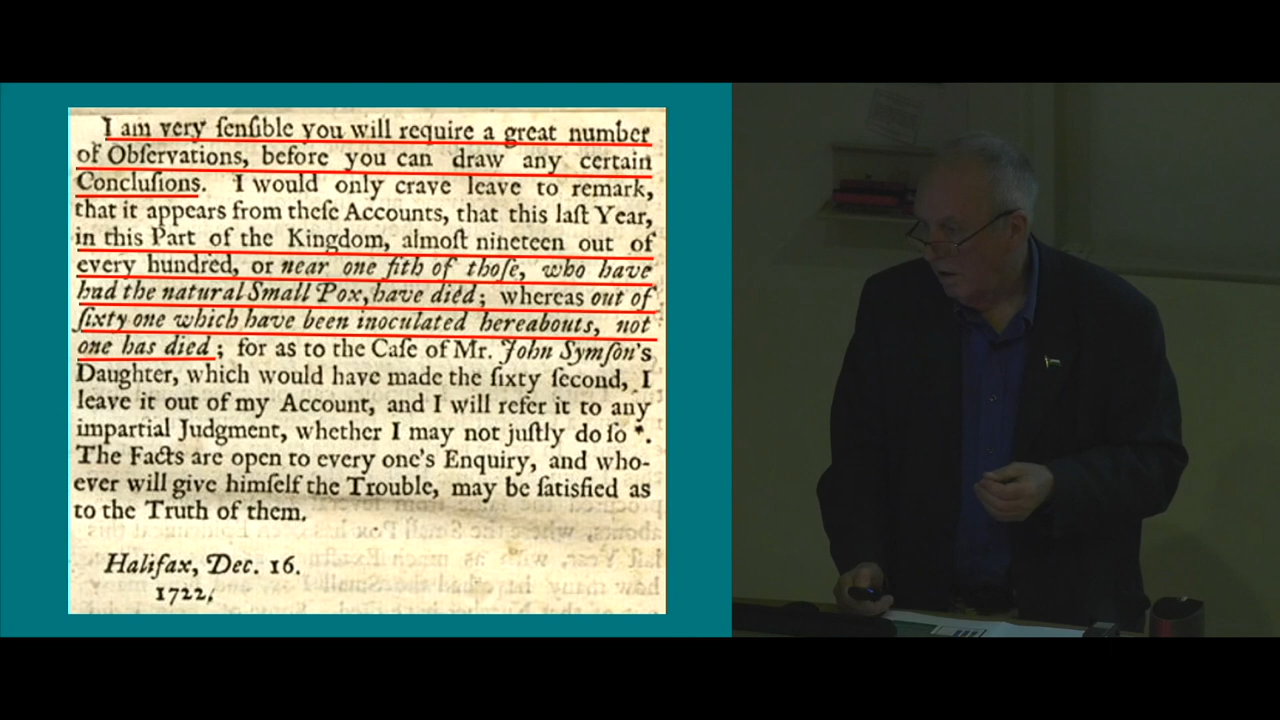 I am very ſenſible you will require a great number
of Obſervations, before you can draw any certain
Concluſions. I would only crave leave to remark,
that it appears from theſe Accounts, that this laſt Year,
in this Part of the Kingdom, almoſt nineteen out of
every hundred, or near one fith of thoſe, who have
had the natural Small Pox, have died; whereas out of
ſixty one which have been inoculated hereabouts, not
one has died; for as to the Caſe of Mr. John Symſon's
Daughter, which would have made the ſixty ſecond, I
leave it out of my Account, and I will refer it to any
impartial Judgment, whether I may not juſtly do ſo *.
The Facts are open to every one's Enquiry, and who-
ever will give himſelf the Trouble, may be ſatisfied as
to the Truth of them.
Halifax, Dec. 16.
1722,